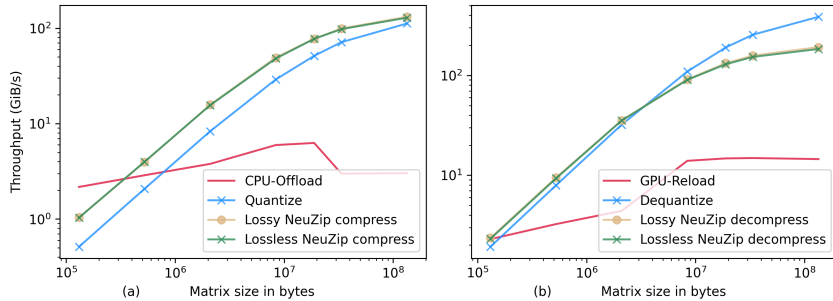 Throughput (GiB/s)
10²
10¹
10⁰
CPU-Offload
Quantize
Lossy NeuZip compress
Lossless NeuZip compress
10⁵ 10⁶ 10⁷ 10⁸
(a) Matrix size in bytes
10²
10¹
GPU-Reload
Dequantize
Lossy NeuZip decompress
Lossless NeuZip decompress
10⁵ 10⁶ 10⁷ 10⁸
(b) Matrix size in bytes